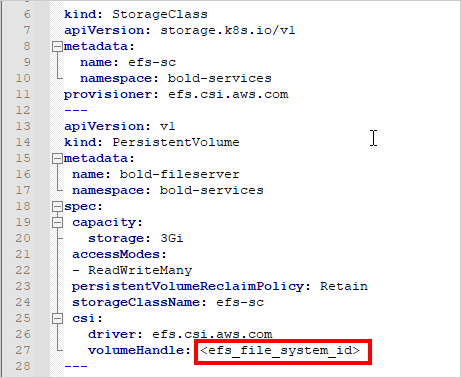 6 kind: StorageClass
7 apiVersion: storage.k8s.io/v1
8 metadata:
9 name: efs-sc
10 namespace: bold-services
11 provisioner: efs.csi.aws.com
12 ---
13 apiVersion: v1
14 kind: PersistentVolume
15 metadata:
16 name: bold-fileserver
17 namespace: bold-services
18 spec:
19 capacity:
20 storage: 3Gi
21 accessModes:
22 - ReadWriteMany
23 persistentVolumeReclaimPolicy: Retain
24 storageClassName: efs-sc
25 csi:
26 driver: efs.csi.aws.com
27 volumeHandle: <efs_file_system_id>
28 ---